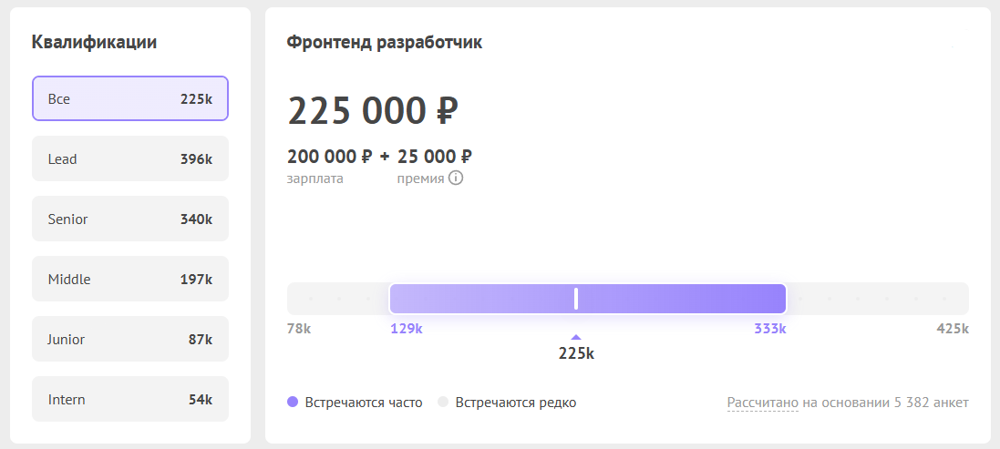 Квалификации
Все 225k
Lead 396k
Senior 340k
Middle 197k
Junior 87k
Intern 54k
Фронтенд разработчик
225 000 ₽
200 000 ₽ + 25 000 ₽
зарплата премия
78k 129k 333k 425k
225k
Встречаются часто Встречаются редко Рассчитано на основании 5 382 анкет